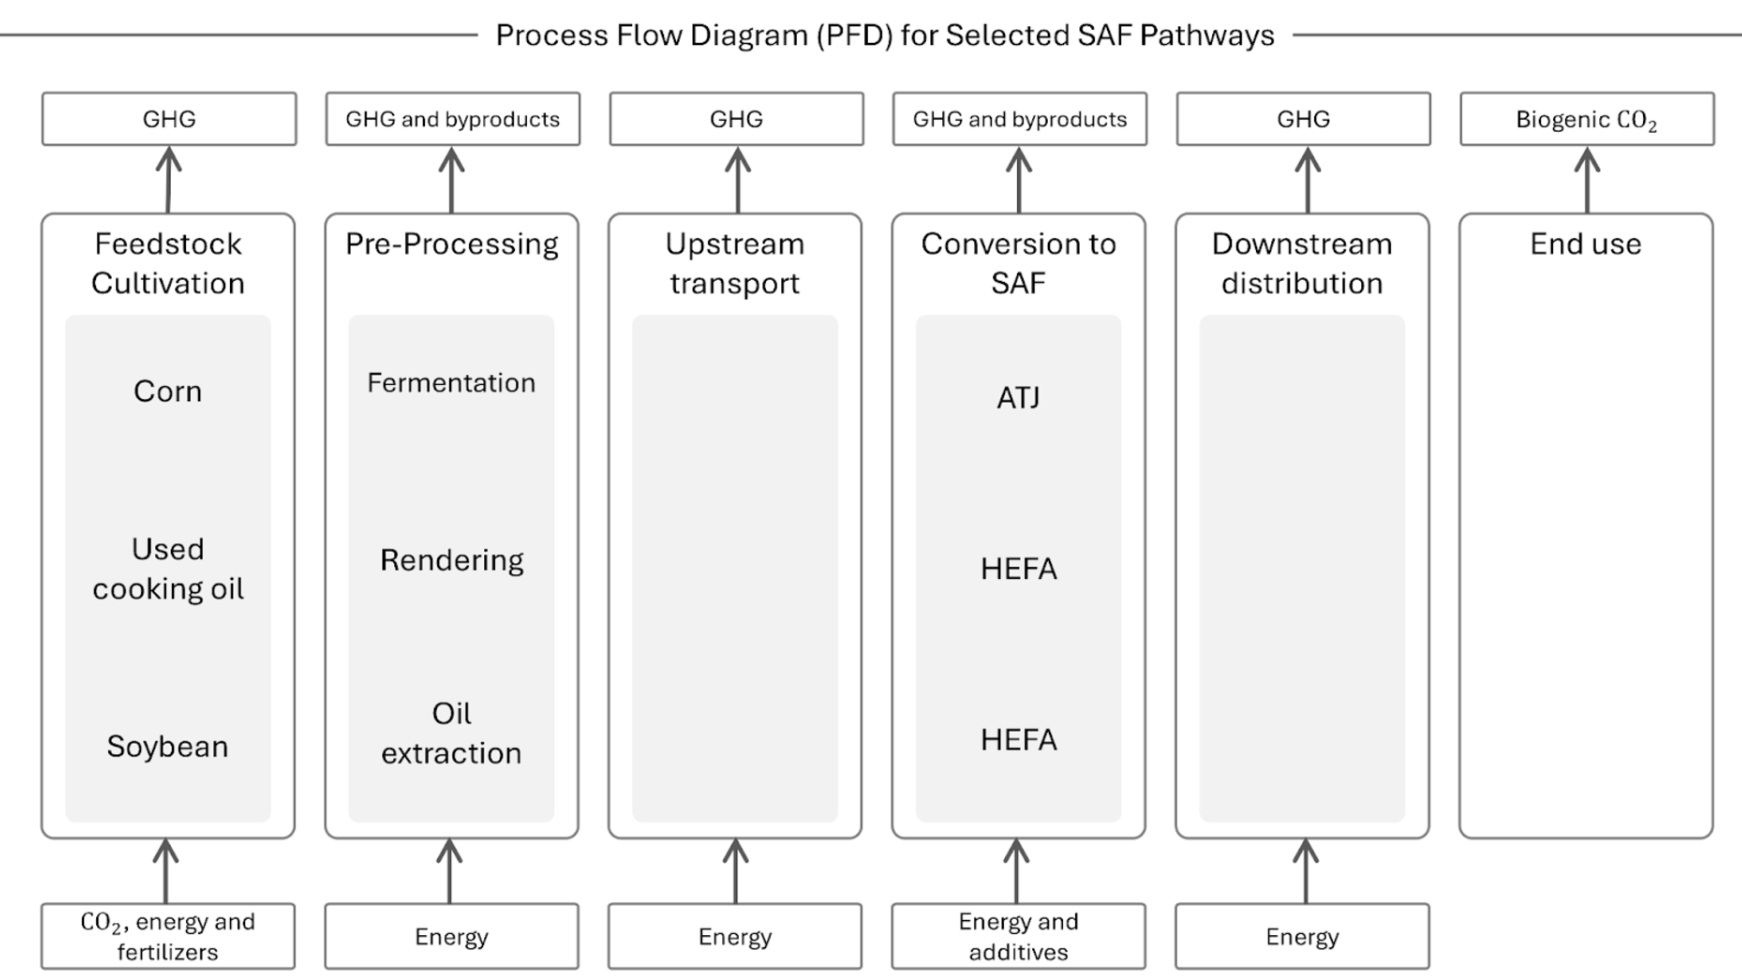 Process Flow Diagram (PFD) for Selected SAF Pathways
GHG
GHG and byproducts
GHG
GHG and byproducts
GHG
Biogenic CO₂
Feedstock
Cultivation
Corn
Used
cooking oil
Soybean
Pre-Processing
Fermentation
Rendering
Oil
extraction
Upstream
transport
Conversion to
SAF
ATJ
HEFA
HEFA
Downstream
distribution
End use
CO₂, energy and
fertilizers
Energy
Energy
Energy and
additives
Energy